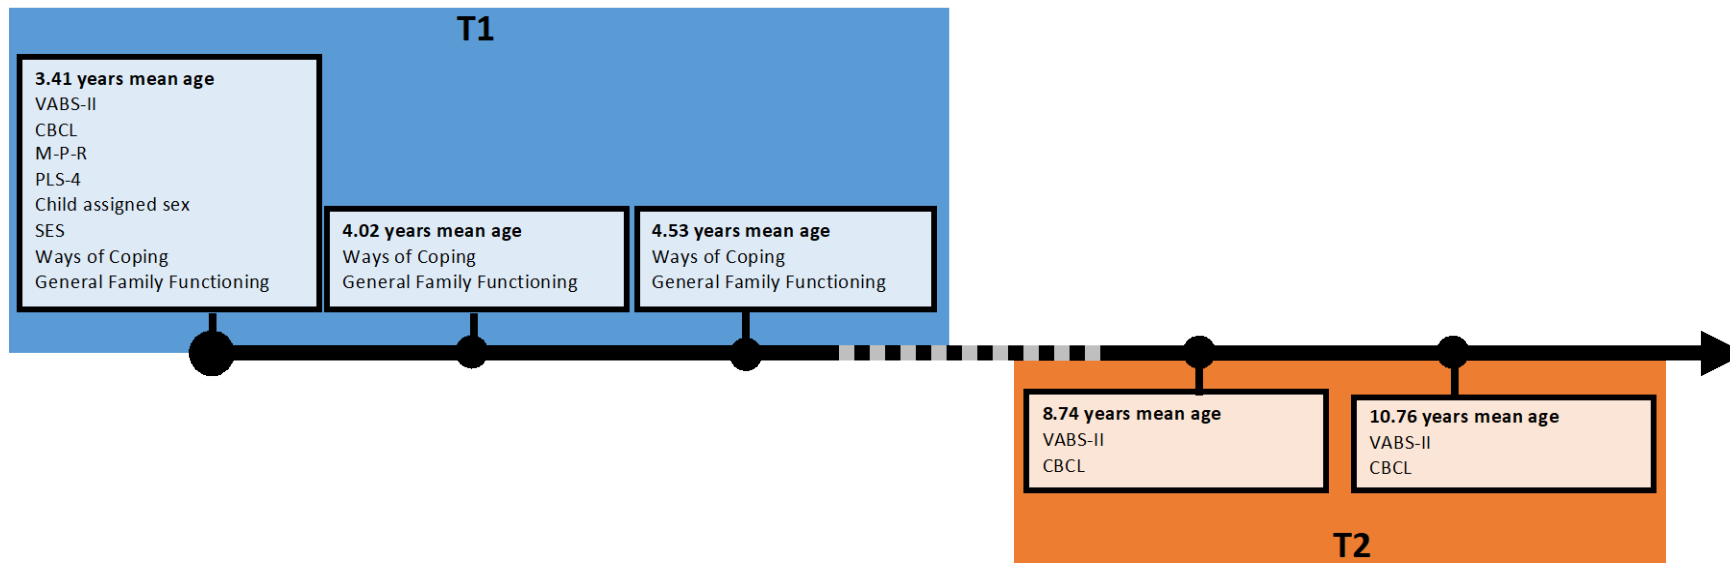 T1
3.41 years mean age
VABS-II
CBCL
M-P-R
PLS-4
Child assigned sex
SES
Ways of Coping
General Family Functioning
4.02 years mean age
Ways of Coping
General Family Functioning
4.53 years mean age
Ways of Coping
General Family Functioning
8.74 years mean age
VABS-II
CBCL
10.76 years mean age
VABS-II
CBCL
T2